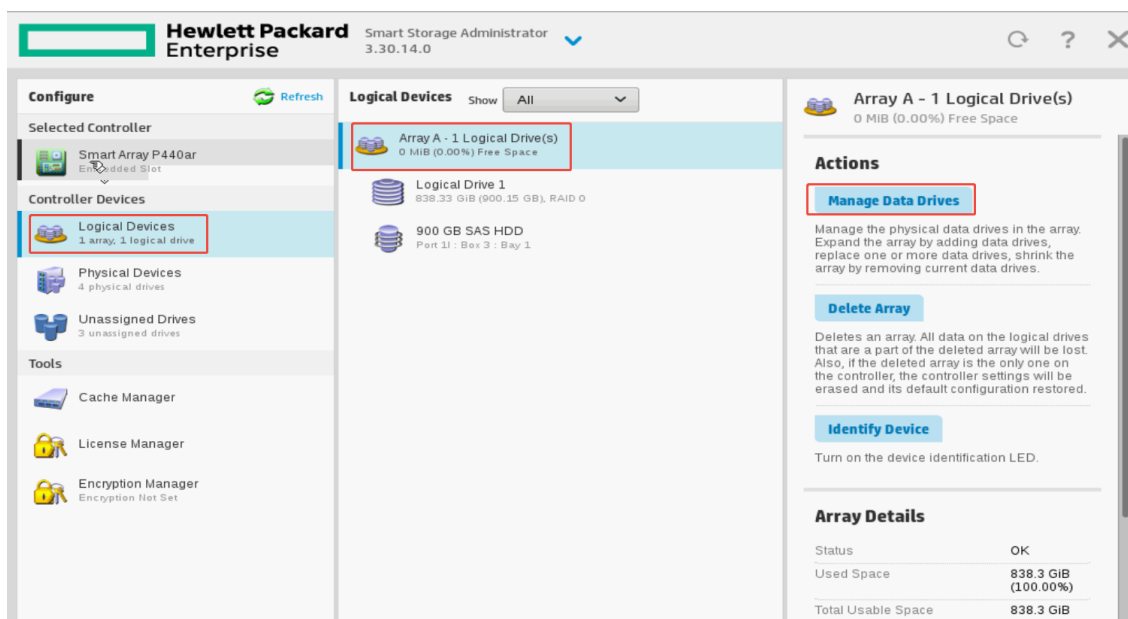 Hewlett Packard
Enterprise
Smart Storage Administrator
3.30.14.0
?
Configure
Refresh
Selected Controller
Smart Array P440ar
Embedded Slot
Controller Devices
Logical Devices
1 array, 1 logical drive
Physical Devices
4 physical drives
Unassigned Drives
3 unassigned drives
Tools
Cache Manager
License Manager
Encryption Manager
Encryption Not Set
Logical Devices Show All
Array A - 1 Logical Drive(s)
0 MiB (0.00%) Free Space
Logical Drive 1
838.33 GiB (900.15 GB), RAID 0
900 GB SAS HDD
Port 1I : Box 3 : Bay 1
Array A - 1 Logical Drive(s)
0 MiB (0.00%) Free Space
Actions
Manage Data Drives
Manage the physical data drives in the array.
Expand the array by adding data drives,
replace one or more data drives, shrink the
array by removing current data drives.
Delete Array
Deletes an array. All data on the logical drives
that are a part of the deleted array will be lost.
Also, if the deleted array is the only one on
the controller, the controller settings will be
erased and its default configuration restored.
Identify Device
Turn on the device identification LED.
Array Details
Status OK
Used Space 838.3 GiB
(100.00%)
Total Usable Space 838.3 GiB